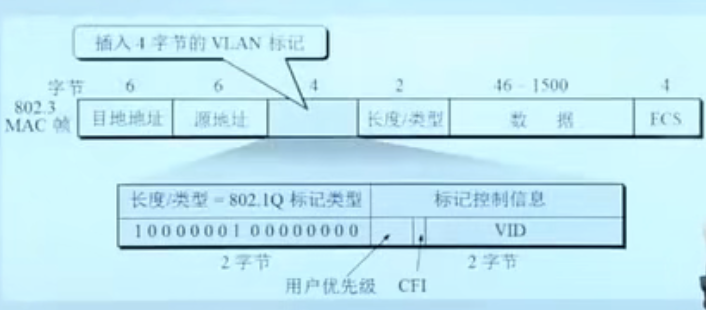 插入 4 字节的 VLAN 标记
字节 6 6 4 2 46 - 1500 4
802.3
MAC 帧 目地地址 源地址 长度/类型 数 据 FCS
长度/类型 = 802.1Q 标记类型 标记控制信息
1 0 0 0 0 0 0 1 0 0 0 0 0 0 0 0 VID
2 字节 2 字节
用户优先级 CFI